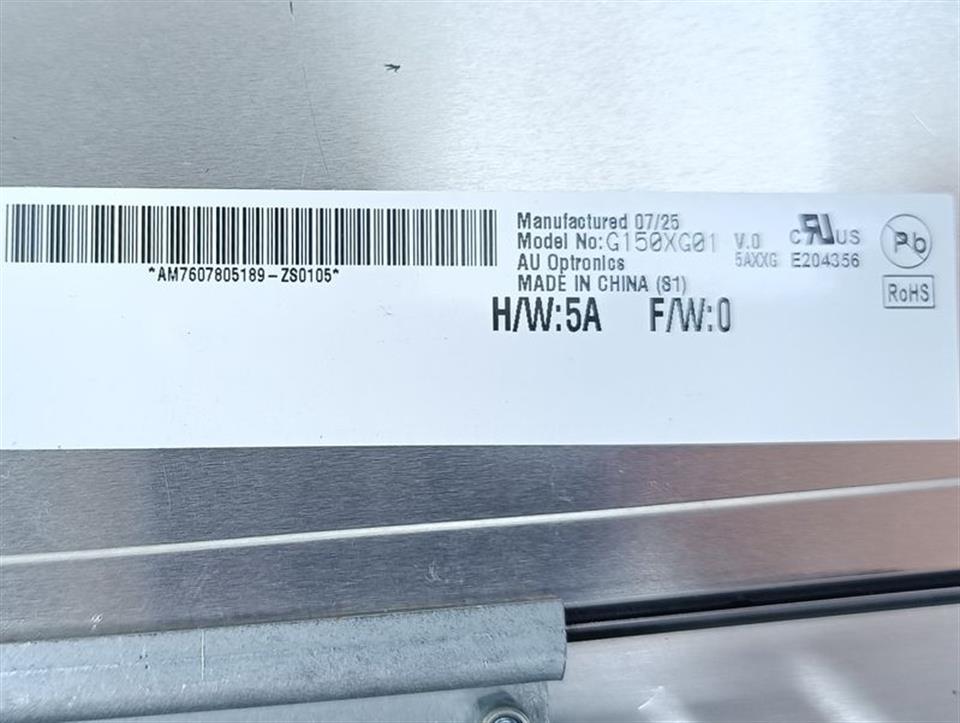 *AM7607805189-ZS0105*
Manufactured 07/25
Model No:G150XG01 V.0
AU Optronics
MADE IN CHINA (S1)
H/W:5A F/W:0
c RU US
5AXXG E204356
Pb
RoHS